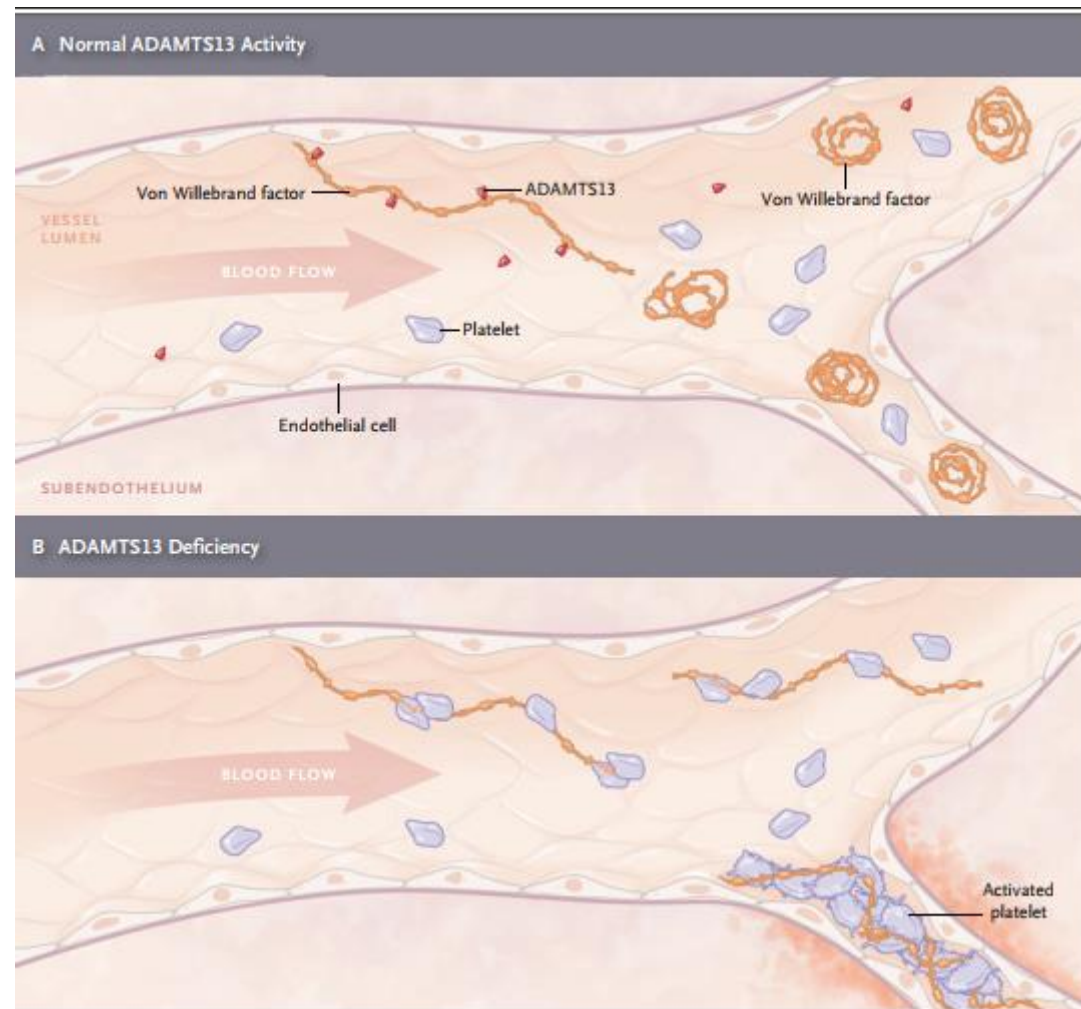 A Normal ADAMTS13 Activity
Von Willebrand factor
ADAMTS13
Von Willebrand factor
VESSEL
LUMEN
BLOOD FLOW
Platelet
Endothelial cell
SUBENDOTHELIUM
B ADAMTS13 Deficiency
BLOOD FLOW
Activated
platelet